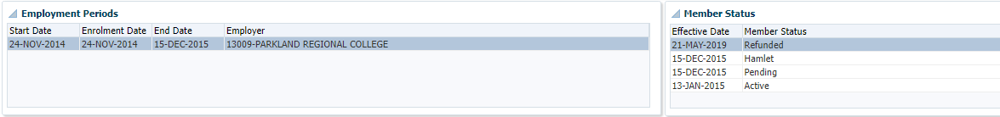 Employment Periods
Start Date Enrolment Date End Date Employer
24-NOV-2014 24-NOV-2014 15-DEC-2015 13009-PARKLAND REGIONAL COLLEGE
Member Status
Effective Date Member Status
21-MAY-2019 Refunded
15-DEC-2015 Hamlet
15-DEC-2015 Pending
13-JAN-2015 Active